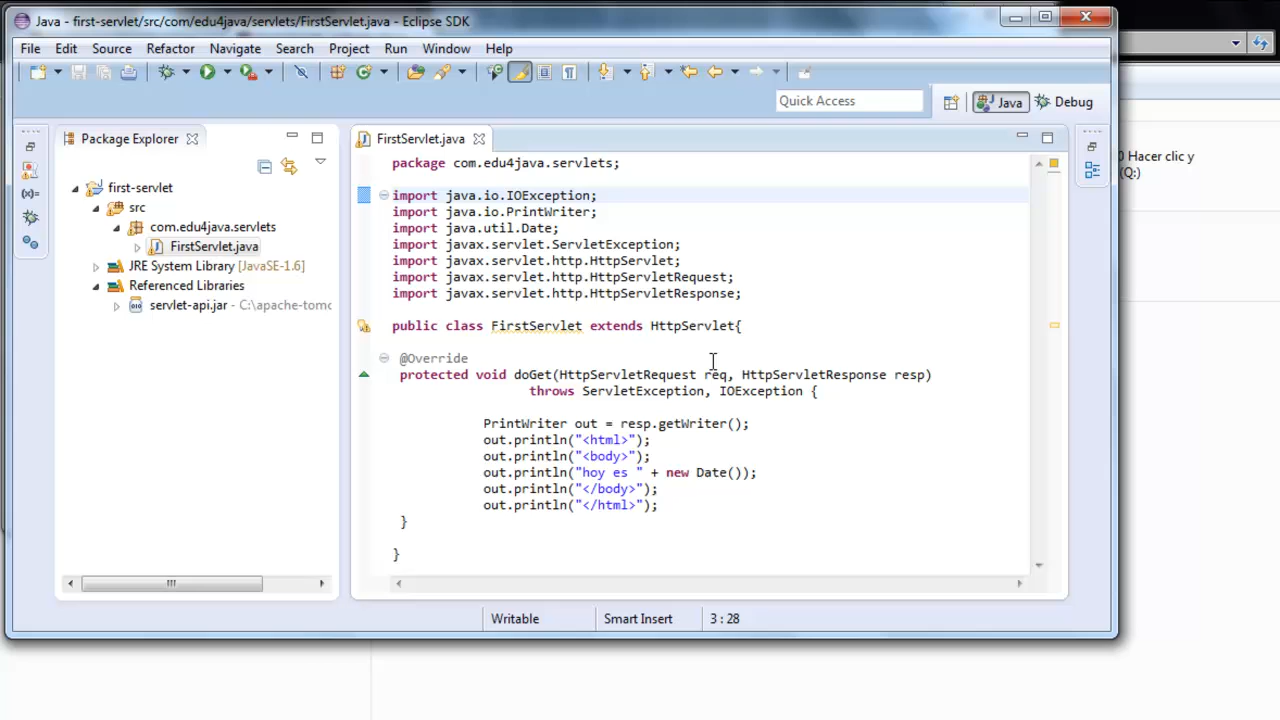 Java - first-servlet/src/com/edu4java/servlets/FirstServlet.java - Eclipse SDK
File Edit Source Refactor Navigate Search Project Run Window Help
Quick Access
Java
Debug
Package Explorer
first-servlet
src
com.edu4java.servlets
FirstServlet.java
JRE System Library [JavaSE-1.6]
Referenced Libraries
servlet-api.jar - C:\apache-tomc
FirstServlet.java
package com.edu4java.servlets;
import java.io.IOException;
import java.io.PrintWriter;
import java.util.Date;
import javax.servlet.ServletException;
import javax.servlet.http.HttpServlet;
import javax.servlet.http.HttpServletRequest;
import javax.servlet.http.HttpServletResponse;
public class FirstServlet extends HttpServlet{
@Override
protected void doGet(HttpServletRequest req, HttpServletResponse resp)
throws ServletException, IOException {
PrintWriter out = resp.getWriter();
out.println("<html>");
out.println("<body>");
out.println("hoy es " + new Date());
out.println("</body>");
out.println("</html>");
}
}
Writable
Smart Insert
3 : 28
0 Hacer clic y
(Q:)